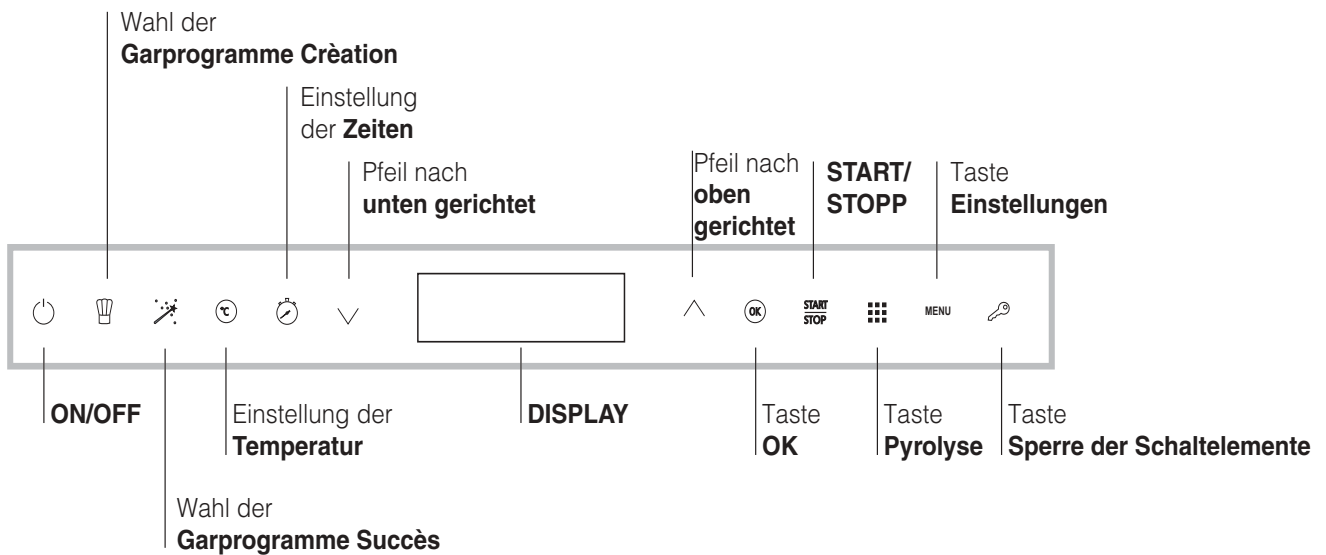 Wahl der
Garprogramme Crèation
Einstellung
der Zeiten
Pfeil nach
unten gerichtet
Pfeil nach
oben
gerichtet
START/
STOPP
Taste
Einstellungen
°C
OK
START
STOP
MENU
ON/OFF
Einstellung der
Temperatur
DISPLAY
Taste
OK
Taste
Pyrolyse
Taste
Sperre der Schaltelemente
Wahl der
Garprogramme Succès